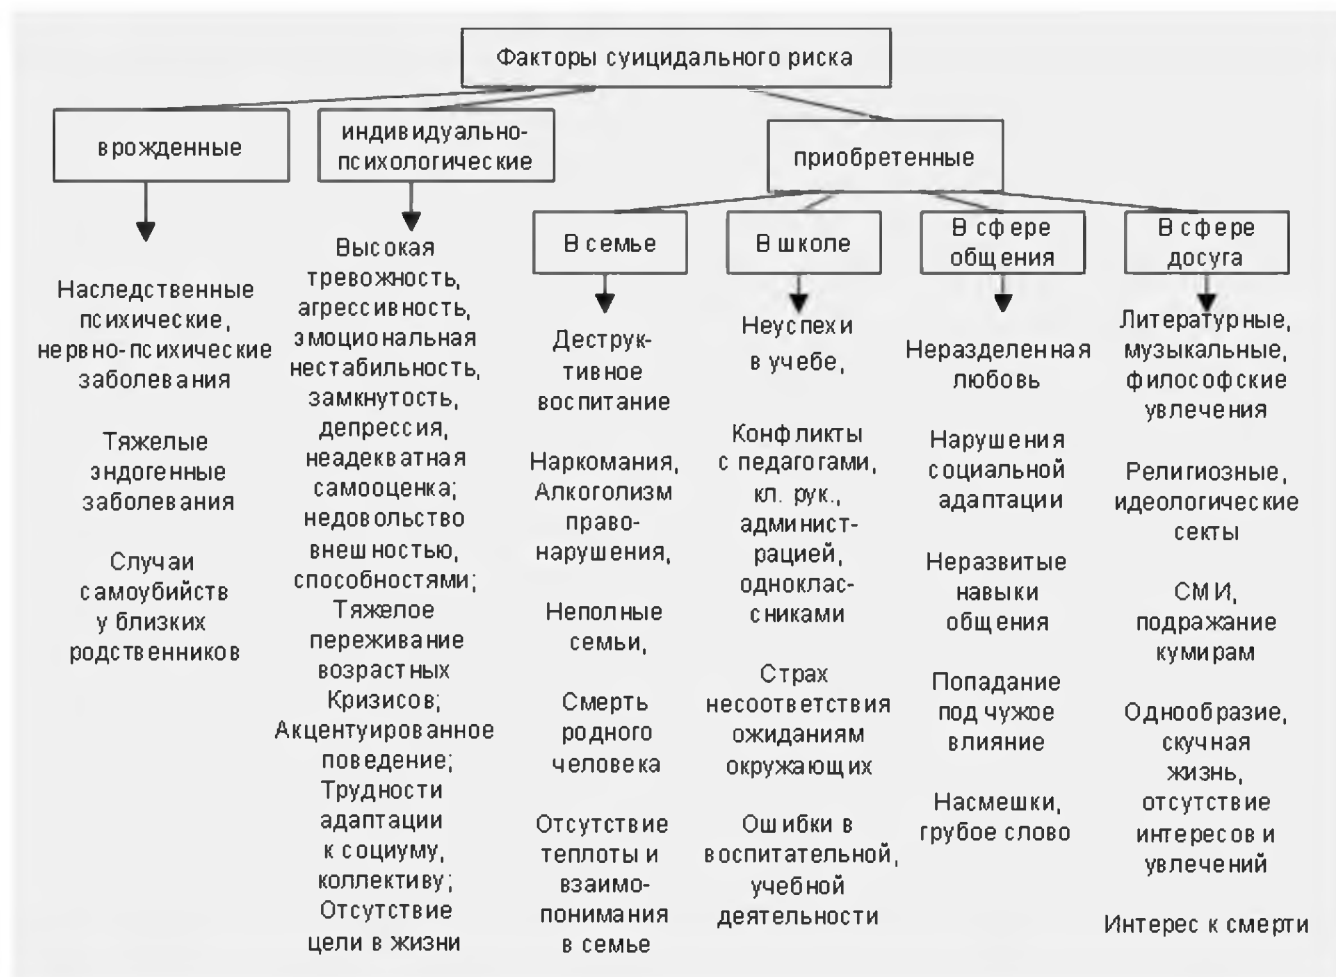 Факторы суицидального риска
врожденные
Наследственные
психические,
нервно-психические
заболевания
Тяжелые
эндогенные
заболевания
Случаи
самоубийств
у близких
родственников
индивидуально-
психологические
Высокая
тревожность,
агрессивность,
эмоциональная
нестабильность,
замкнутость,
депрессия,
неадекватная
самооценка;
недовольство
внешностью,
способностями;
Тяжелое
переживание
возрастных
Кризисов;
Акцентуированное
поведение;
Трудности
адаптации
к социуму,
коллективу;
Отсутствие
цели в жизни
приобретенные
В семье
Деструк-
тивное
воспитание
Наркомания,
Алкоголизм
право-
нарушения,
Неполные
семьи,
Смерть
родного
человека
Отсутствие
теплоты и
взаимо-
понимания
в семье
В школе
Неуспехи
в учебе,
Конфликты
с педагогами,
кл. рук.,
админист-
рацией,
одноклас-
сниками
Страх
несоответствия
ожиданиям
окружающих
Ошибки в
воспитательной,
учебной
деятельности
В сфере
общения
Неразделенная
любовь
Нарушения
социальной
адаптации
Неразвитые
навыки
общения
Попадание
под чужое
влияние
Насмешки,
грубое слово
В сфере
досуга
Литературные,
музыкальные,
философские
увлечения
Религиозные,
идеологические
секты
СМИ,
подражание
кумирам
Однообразие,
скучная
жизнь,
отсутствие
интересов и
увлечений
Интерес к смерти